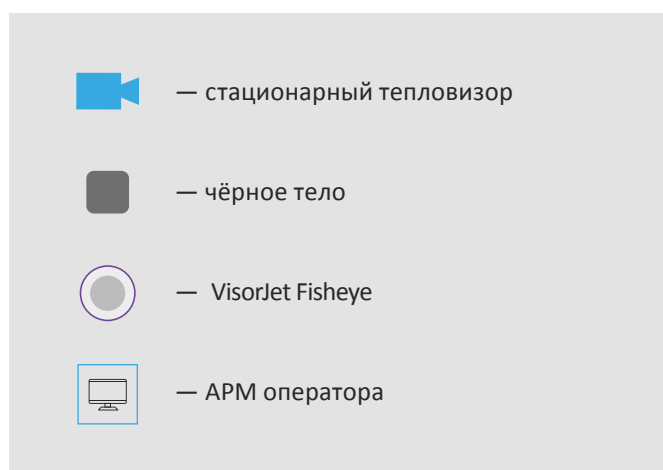 — стационарный тепловизор
— чёрное тело
— VisorJet Fisheye
— АРМ оператора